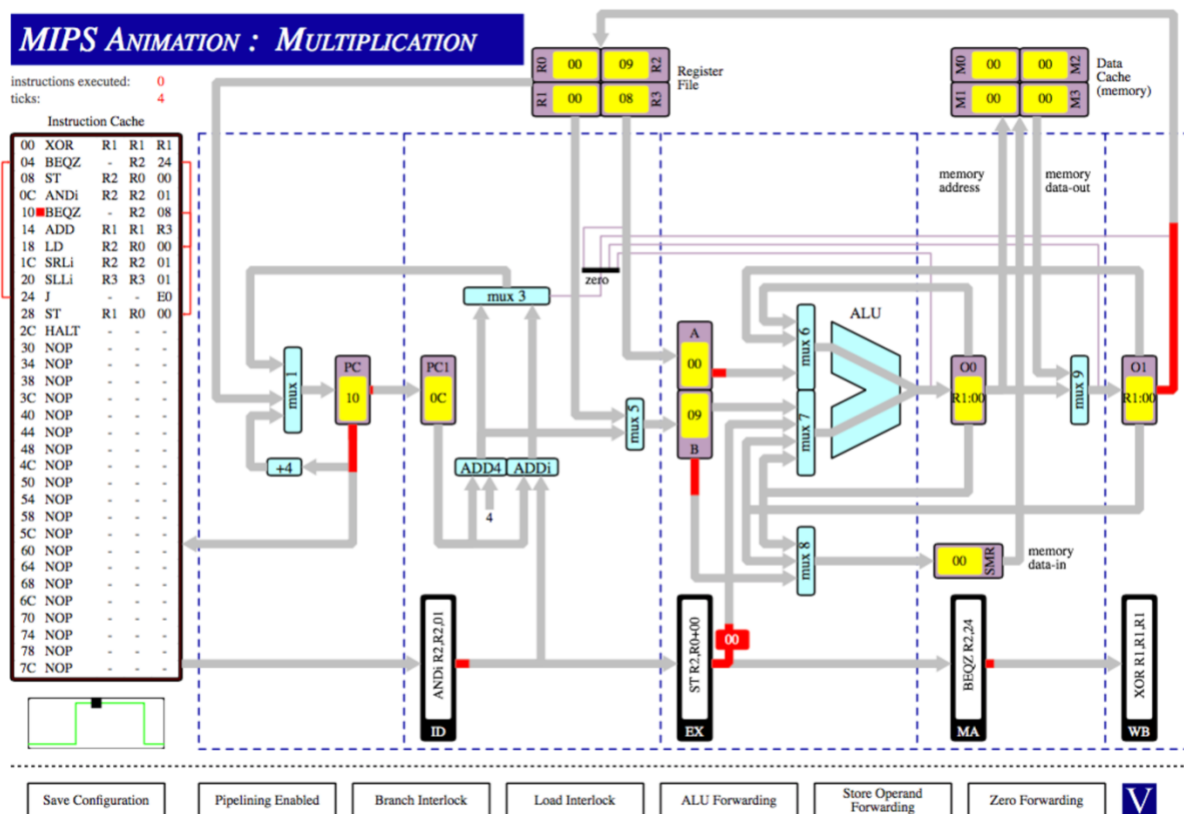 MIPS ANIMATION : MULTIPLICATION
instructions executed: 0
ticks: 4
Instruction Cache
00 XOR R1 R1 R1
04 BEQZ - R2 24
08 ST R2 R0 00
0C ANDi R2 R2 01
10 BEQZ - R2 08
14 ADD R1 R1 R3
18 LD R2 R0 00
1C SRLi R2 R2 01
20 SLLi R3 R3 01
24 J - - E0
28 ST R1 R0 00
2C HALT - - -
30 NOP - - -
34 NOP - - -
38 NOP - - -
3C NOP - - -
40 NOP - - -
44 NOP - - -
48 NOP - - -
4C NOP - - -
50 NOP - - -
54 NOP - - -
58 NOP - - -
5C NOP - - -
60 NOP - - -
64 NOP - - -
68 NOP - - -
6C NOP - - -
70 NOP - - -
74 NOP - - -
78 NOP - - -
7C NOP - - -
R0 00 09 R2
R1 00 08 R3
Register
File
M0 00 00 M2
M1 00 00 M3
Data
Cache
(memory)
memory
address
memory
data-out
zero
mux 3
mux 1
PC
10
PC1
0C
+4
ADD4
ADDi
4
mux 5
A
00
09
B
mux 6
mux 7
ALU
mux 8
O0
R1:00
mux 9
O1
R1:00
00
SMR
memory
data-in
00
ANDi R2,R2,01
ID
ST R2,R0+00
EX
BEQZ R2,24
MA
XOR R1,R1,R1
WB
Save Configuration
Pipelining Enabled
Branch Interlock
Load Interlock
ALU Forwarding
Store Operand
Forwarding
Zero Forwarding
V